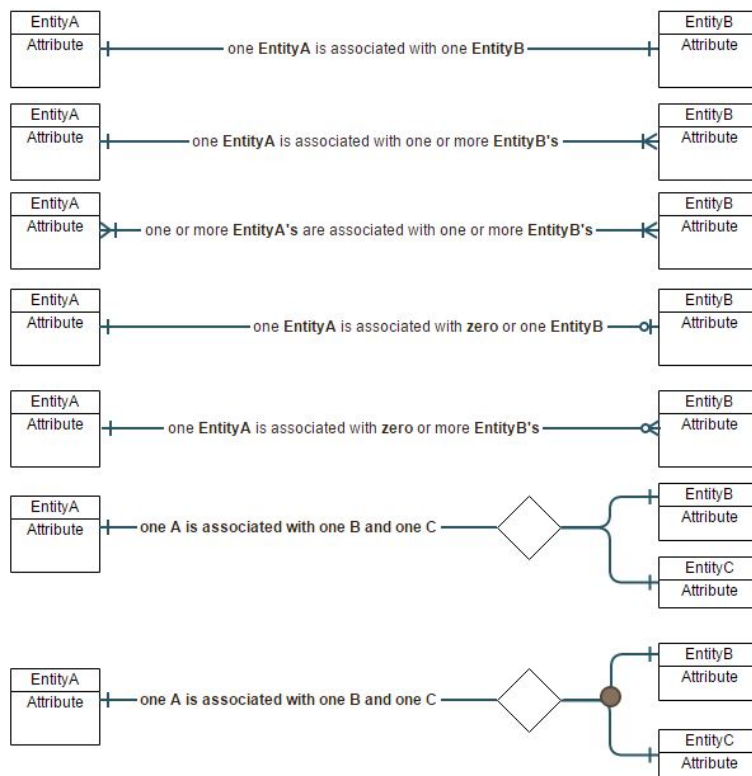 EntityA
Attribute
one EntityA is associated with one EntityB
EntityB
Attribute
EntityA
Attribute
one EntityA is associated with one or more EntityB's
EntityB
Attribute
EntityA
Attribute
one or more EntityA's are associated with one or more EntityB's
EntityB
Attribute
EntityA
Attribute
one EntityA is associated with zero or one EntityB
EntityB
Attribute
EntityA
Attribute
one EntityA is associated with zero or more EntityB's
EntityB
Attribute
EntityA
Attribute
one A is associated with one B and one C
EntityB
Attribute
EntityC
Attribute
EntityA
Attribute
one A is associated with one B and one C
EntityB
Attribute
EntityC
Attribute